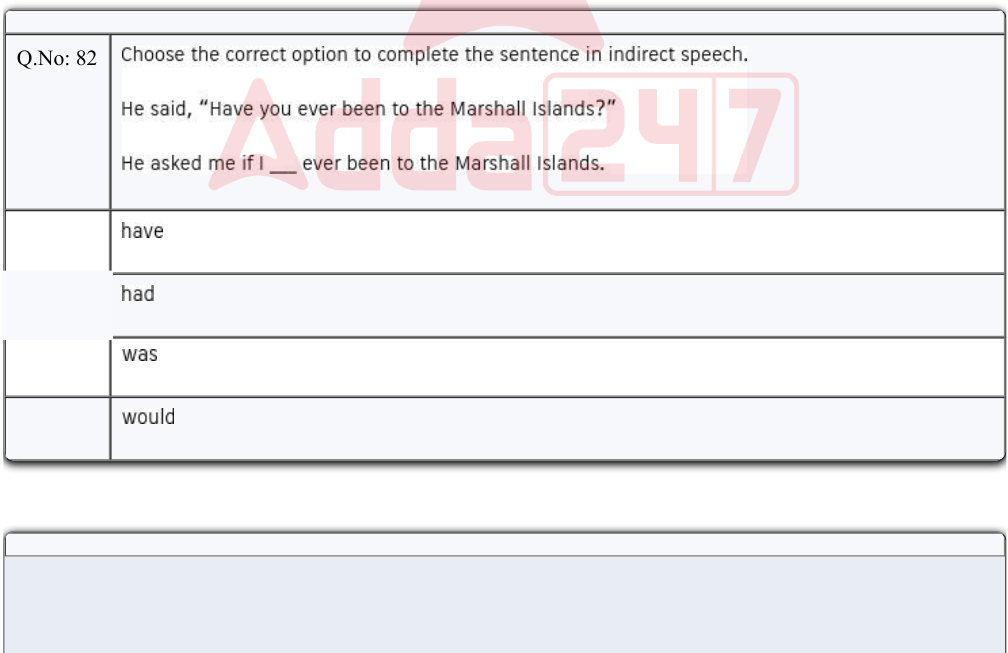 Q.No: 82
Choose the correct option to complete the sentence in indirect speech.
He said, “Have you ever been to the Marshall Islands?”
He asked me if I ___ ever been to the Marshall Islands.
Adda247
have
had
was
would